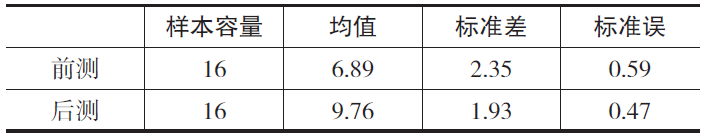 样本容量 均值 标准差 标准误
前测 16 6.89 2.35 0.59
后测 16 9.76 1.93 0.47